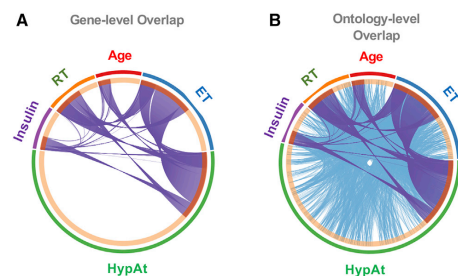 A
Gene-level Overlap
Age
RT
ET
Insulin
HypAt
B
Ontology-level
Overlap
Age
RT
ET
Insulin
HypAt